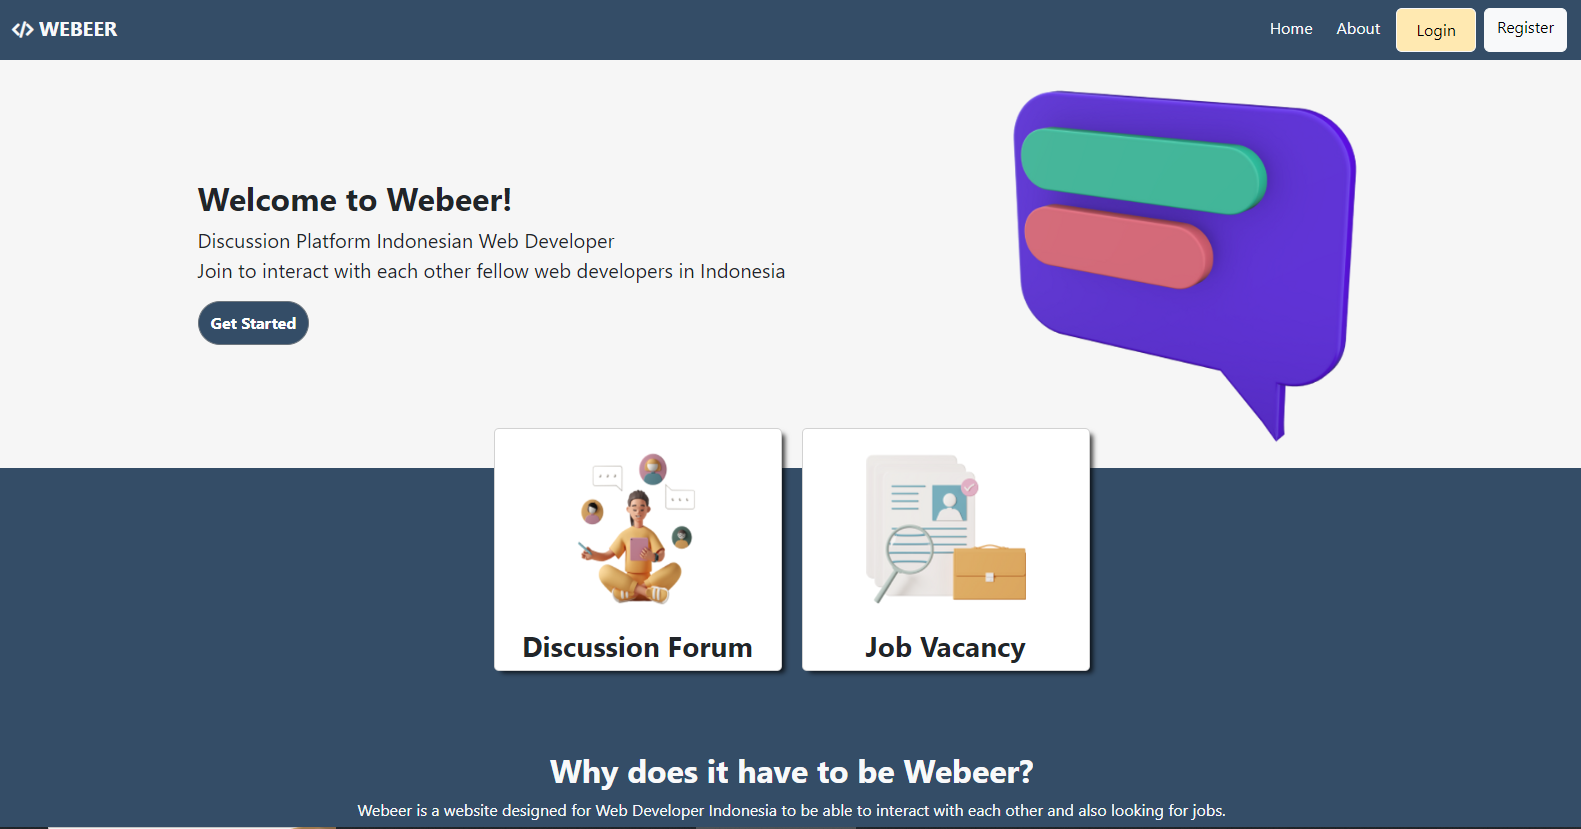 </> WEBEER
Home About Login Register
Welcome to Webeer!
Discussion Platform Indonesian Web Developer
Join to interact with each other fellow web developers in Indonesia
Get Started
Discussion Forum
Job Vacancy
Why does it have to be Webeer?
Webeer is a website designed for Web Developer Indonesia to be able to interact with each other and also looking for jobs.